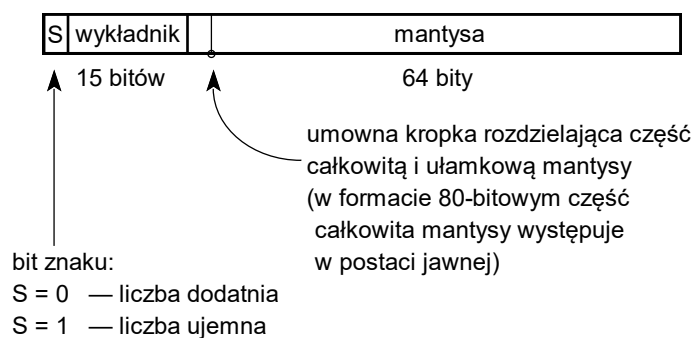 S wykładnik mantysa
15 bitów 64 bity
umowna kropka rozdzielająca część
całkowitą i ułamkową mantysy
(w formacie 80-bitowym część
całkowita mantysy występuje
w postaci jawnej)
bit znaku:
S = 0 — liczba dodatnia
S = 1 — liczba ujemna